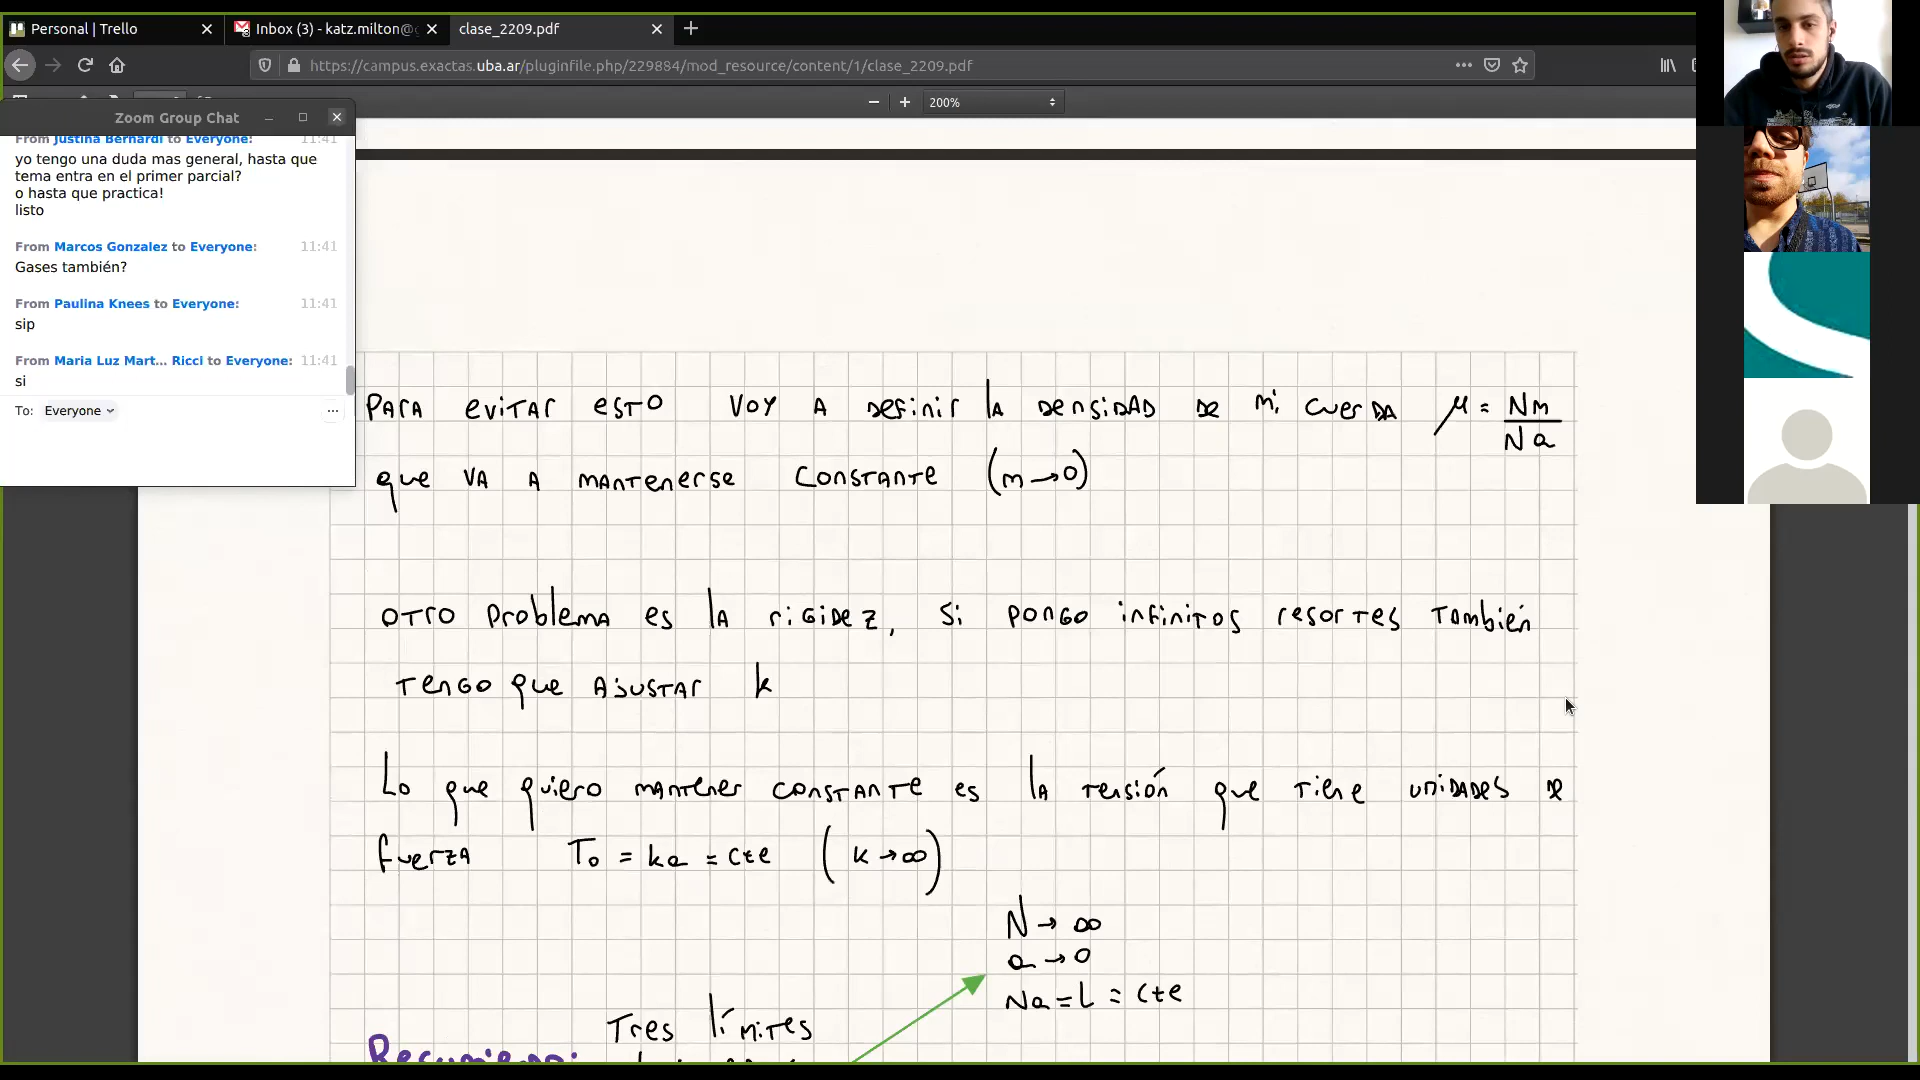 Personal | Trello
Inbox (3) - katz.milton@
clase_2209.pdf
https://campus.exactas.uba.ar/pluginfile.php/229884/mod_resource/content/1/clase_2209.pdf
200%
Zoom Group Chat
From Justina Bernardi to Everyone: 11:41
yo tengo una duda mas general, hasta que
tema entra en el primer parcial?
o hasta que practica!
listo
From Marcos Gonzalez to Everyone: 11:41
Gases también?
From Paulina Knees to Everyone: 11:41
sip
From Maria Luz Mart... Ricci to Everyone: 11:41
si
To: Everyone
Para evitar esto voy a definir la densidad de mi cuerda μ = Nm / Na
que va a mantenerse constante (m→0)
Otro problema es la rigidez, si pongo infinitos resortes también
tengo que ajustar k
Lo que quiero mantener constante es la tensión que tiene unidades de
fuerza T₀ = ka = cte (k→∞)
N→∞
a→0
Na = L = cte
Tres límites
Resumiendo: